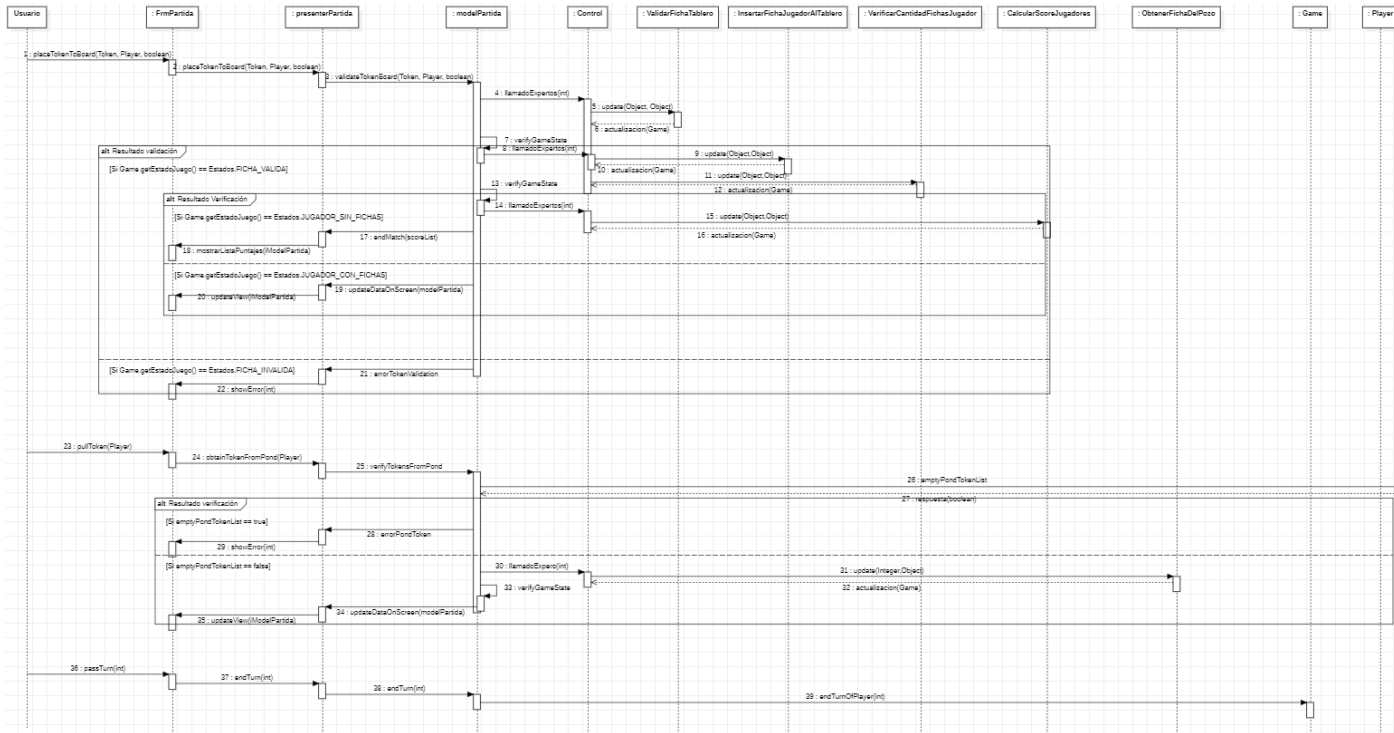 Usuario
: FrmPartida
: presenterPartida
: modelPartida
: Control
: ValidarFichaTablero
: InsertarFichaJugadorAlTablero
: VerificarCantidadFichasJugador
: CalcularScoreJugadores
: ObtenerFichaDelPozo
: Game
: Player
1 : placeTokenToBoard(Token, Player, boolean)
2 : placeTokenToBoard(Token, Player, boolean)
3 : validateTokenBoard(Token, Player, boolean)
4 : llamadoExpertos(int)
5 : update(Object, Object)
6 : actualizacion(Game)
7 : verifyGameState
alt Resultado validación
8 : llamadoExpertos(int)
9 : update(Object,Object)
[Si Game.getEstadoJuego() == Estados.FICHA_VALIDA]
10 : actualizacion(Game)
11 : update(Object,Object)
13 : verifyGameState
12 : actualizacion(Game)
alt Resultado Verificación
14 : llamadoExpertos(int)
[Si Game.getEstadoJuego() == Estados.JUGADOR_SIN_FICHAS]
15 : update(Object,Object)
17 : endMatch(scoreList)
16 : actualizacion(Game)
18 : mostrarListaPuntajes(IModelPartida)
[Si Game.getEstadoJuego() == Estados.JUGADOR_CON_FICHAS]
19 : updateDataOnScreen(modelPartida)
20 : updateView(IModelPartida)
[Si Game.getEstadoJuego() == Estados.FICHA_INVALIDA]
21 : errorTokenValidation
22 : showError(int)
23 : pullToken(Player)
24 : obtainTokenFromPond(Player)
25 : verifyTokensFromPond
26 : emptyPondTokenList
27 : respuesta(boolean)
alt Resultado verificación
[Si emptyPondTokenList == true]
28 : errorPondToken
29 : showError(int)
[Si emptyPondTokenList == false]
30 : llamadoExpero(int)
31 : update(Integer,Object)
33 : verifyGameState
32 : actualizacion(Game)
34 : updateDataOnScreen(modelPartida)
35 : updateView(IModelPartida)
36 : passTurn(int)
37 : endTurn(int)
38 : endTurn(int)
39 : endTurnOfPlayer(int)